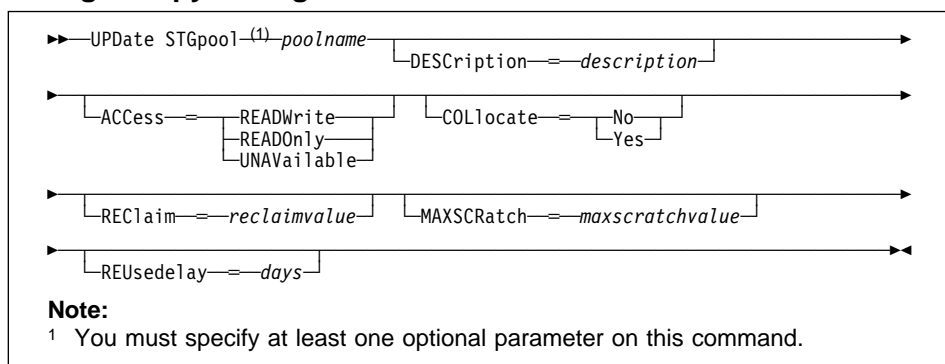 UPDate STGpool (1) poolname
DESCription = description
ACCess = READWrite COLlocate = No
READOnly Yes
UNAVailable
REClaim = reclaimvalue MAXSCRatch = maxscratchvalue
REUsedelay = days
Note:
1 You must specify at least one optional parameter on this command.